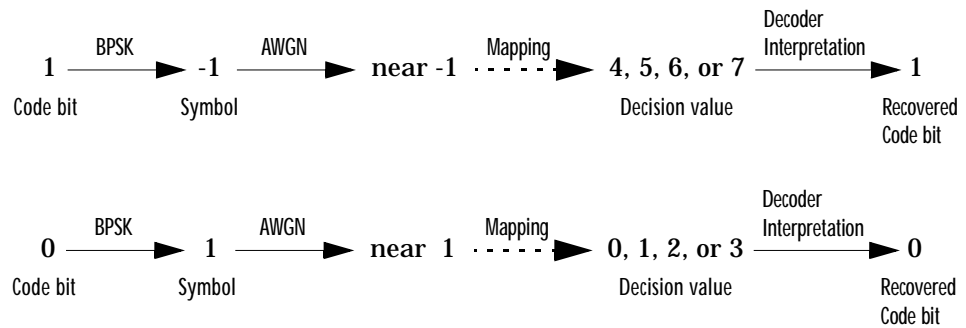 BPSK AWGN Mapping Decoder Interpretation
1 -1 near -1 4, 5, 6, or 7 1
Code bit Symbol Decision value Recovered Code bit
BPSK AWGN Mapping Decoder Interpretation
0 1 near 1 0, 1, 2, or 3 0
Code bit Symbol Decision value Recovered Code bit